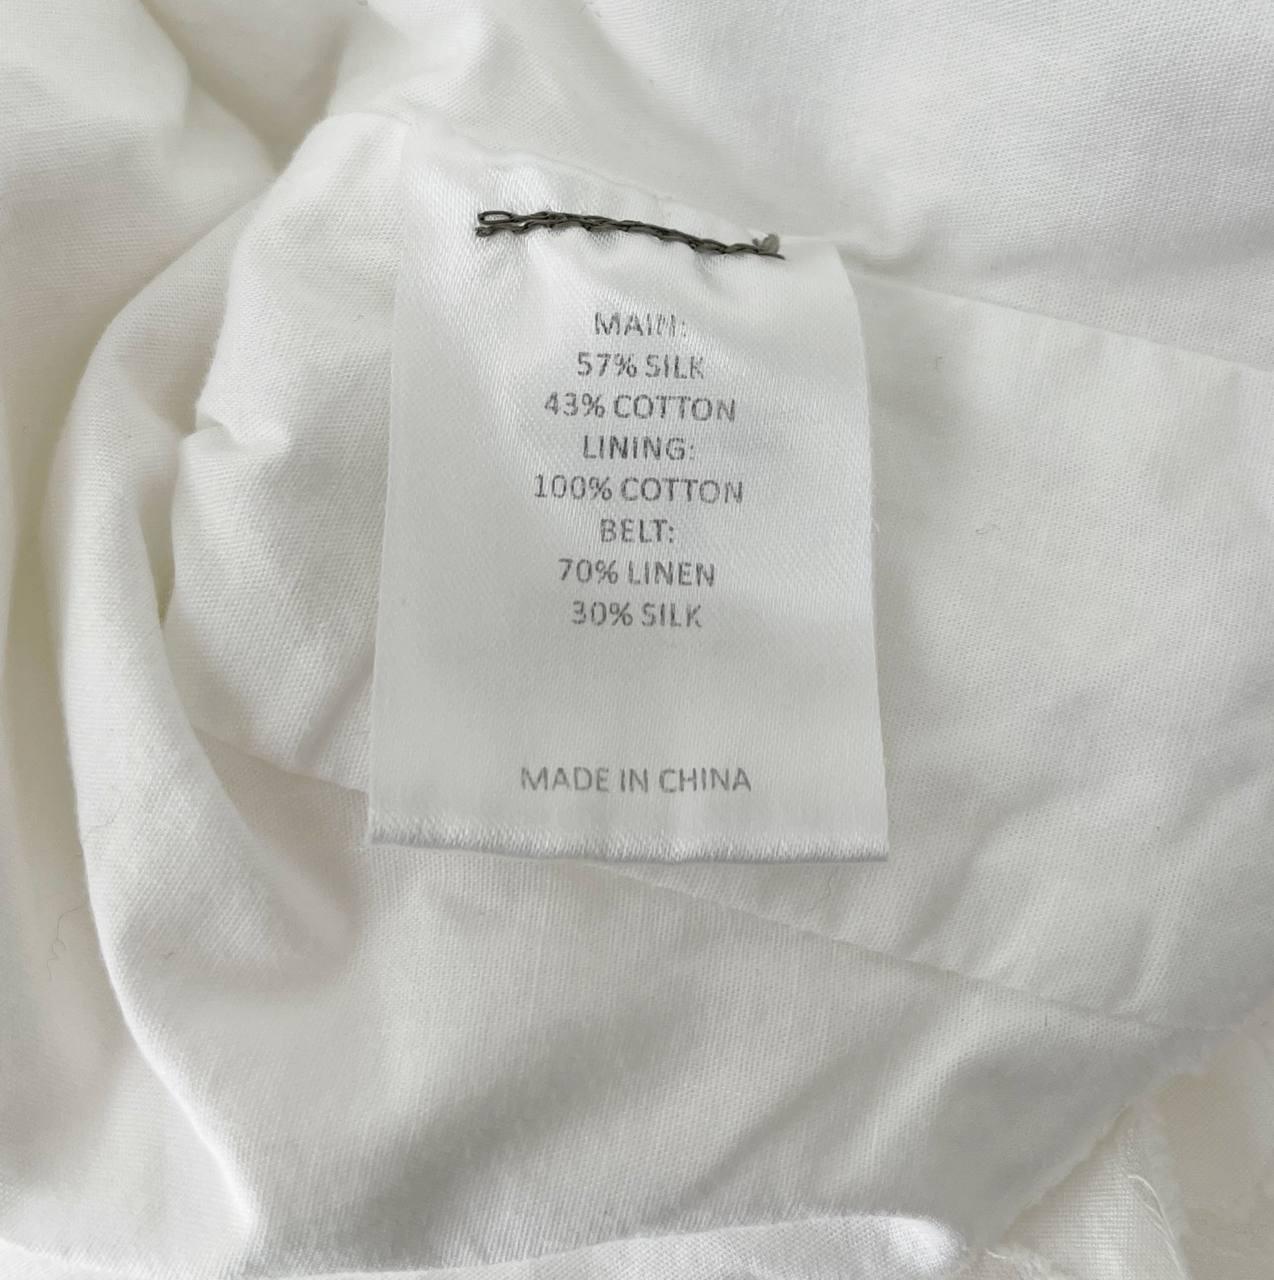 MAIN:
57% SILK
43% COTTON
LINING:
100% COTTON
BELT:
70% LINEN
30% SILK
MADE IN CHINA